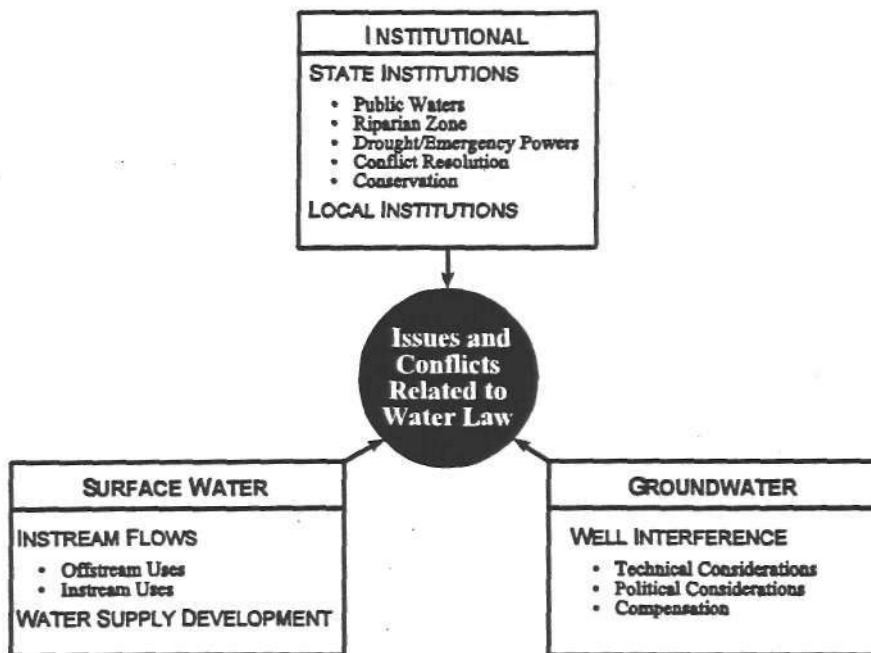 INSTITUTIONAL
STATE INSTITUTIONS
• Public Waters
• Riparian Zone
• Drought/Emergency Powers
• Conflict Resolution
• Conservation
LOCAL INSTITUTIONS
Issues and
Conflicts
Related to
Water Law
SURFACE WATER
INSTREAM FLOWS
• Offstream Uses
• Instream Uses
WATER SUPPLY DEVELOPMENT
GROUNDWATER
WELL INTERFERENCE
• Technical Considerations
• Political Considerations
• Compensation